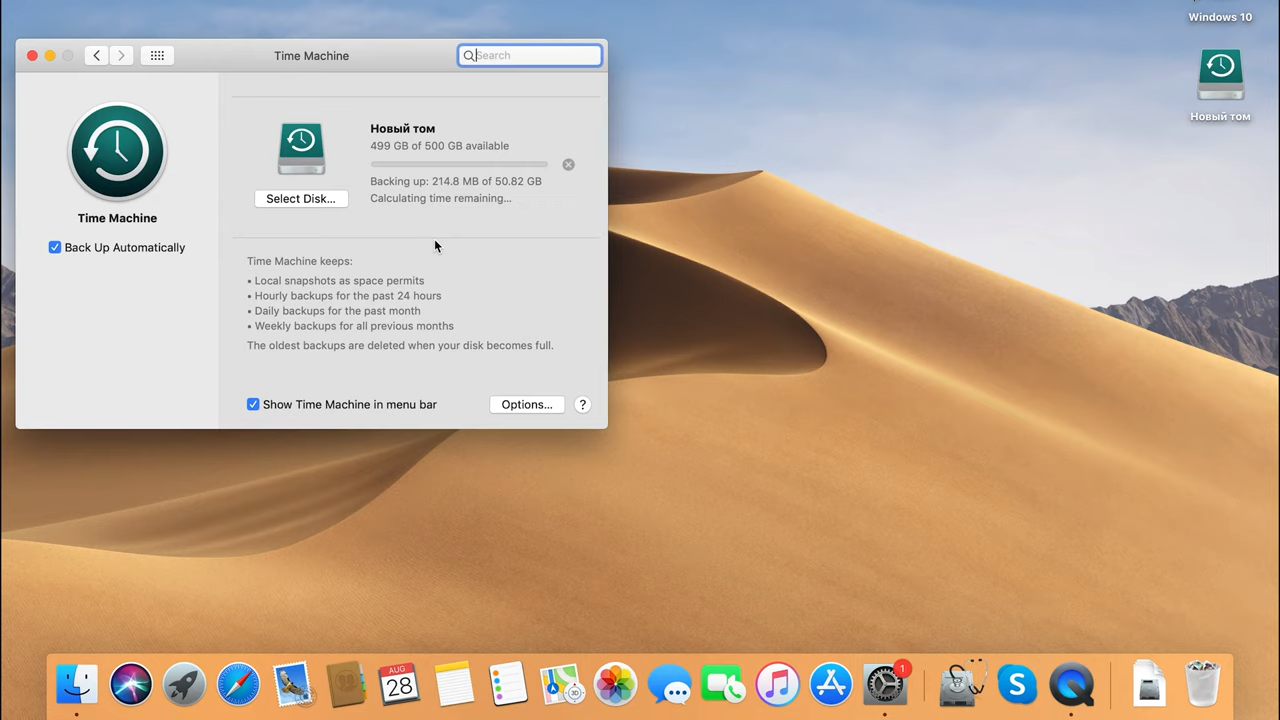 Windows 10
Time Machine
Search
Новый том
499 GB of 500 GB available
Backing up: 214.8 MB of 50.82 GB
Calculating time remaining...
Select Disk...
Time Machine
Back Up Automatically
Time Machine keeps:
• Local snapshots as space permits
• Hourly backups for the past 24 hours
• Daily backups for the past month
• Weekly backups for all previous months
The oldest backups are deleted when your disk becomes full.
Show Time Machine in menu bar
Options...
?
Новый том
AUG
28
3D
1
S